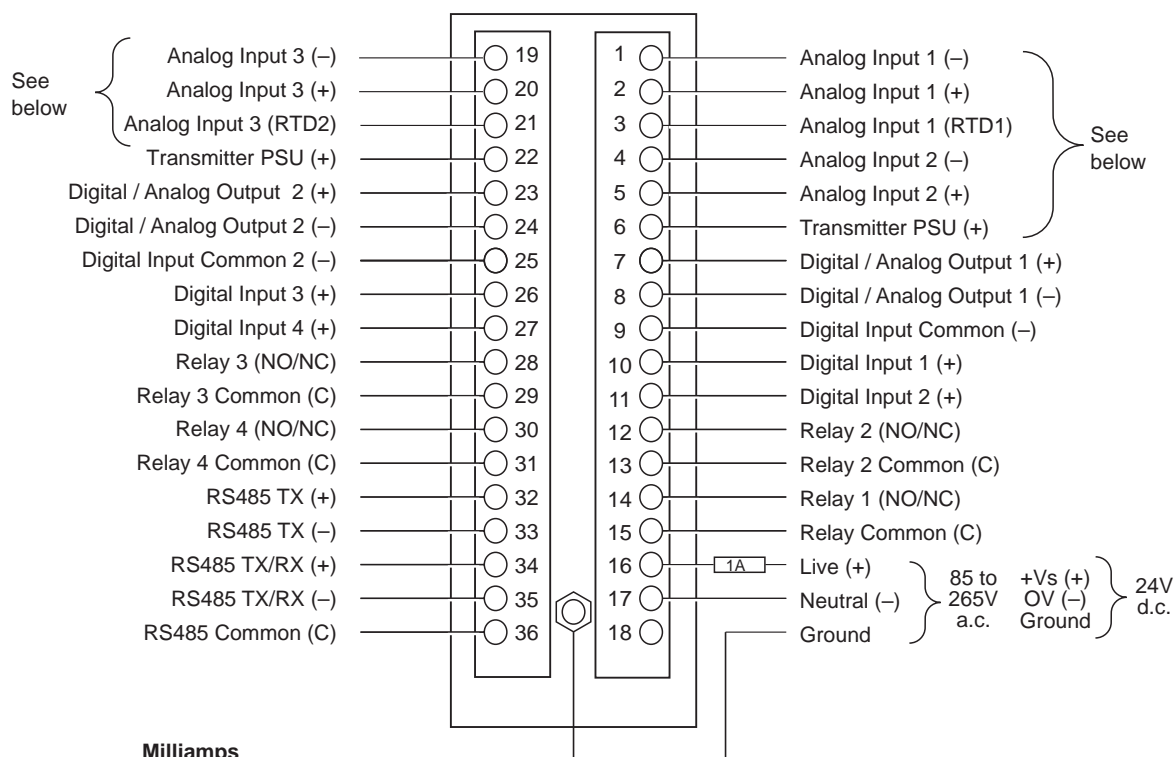 See
below
Analog Input 3 (–)
Analog Input 3 (+)
Analog Input 3 (RTD2)
Transmitter PSU (+)
Digital / Analog Output 2 (+)
Digital / Analog Output 2 (–)
Digital Input Common 2 (–)
Digital Input 3 (+)
Digital Input 4 (+)
Relay 3 (NO/NC)
Relay 3 Common (C)
Relay 4 (NO/NC)
Relay 4 Common (C)
RS485 TX (+)
RS485 TX (–)
RS485 TX/RX (+)
RS485 TX/RX (–)
RS485 Common (C)
19
20
21
22
23
24
25
26
27
28
29
30
31
32
33
34
35
36
1
2
3
4
5
6
7
8
9
10
11
12
13
14
15
16
17
18
Analog Input 1 (–)
Analog Input 1 (+)
Analog Input 1 (RTD1)
Analog Input 2 (–)
Analog Input 2 (+)
Transmitter PSU (+)
See
below
Digital / Analog Output 1 (+)
Digital / Analog Output 1 (–)
Digital Input Common (–)
Digital Input 1 (+)
Digital Input 2 (+)
Relay 2 (NO/NC)
Relay 2 Common (C)
Relay 1 (NO/NC)
Relay Common (C)
1A
Live (+)
Neutral (–)
Ground
85 to
265V
a.c.
+Vs (+)
OV (–)
Ground
24V
d.c.
Milliamps